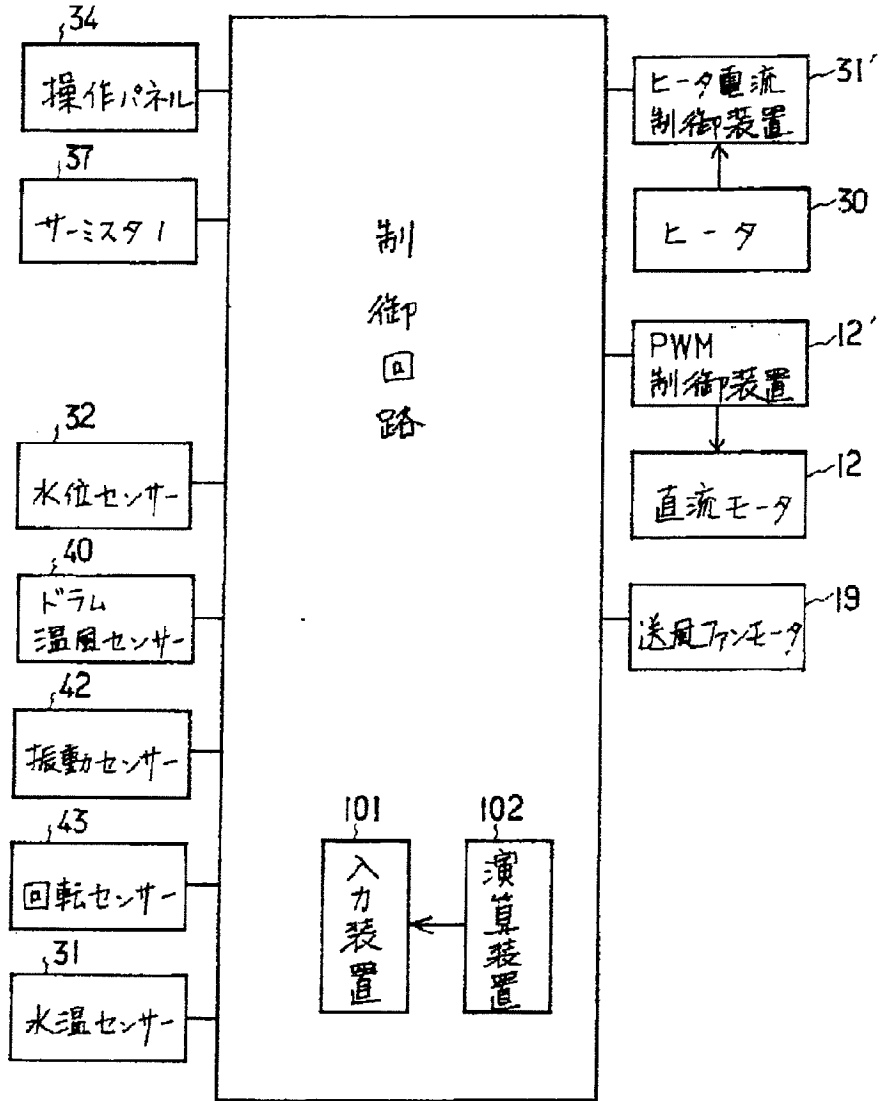 34
操作パネル
37
サーミスタ1
32
水位センサー
40
ドラム
温風センサー
42
振動センサー
43
回転センサー
31
水温センサー
制御回路
101
入力装置
102
演算装置
31'
ヒータ電流
制御装置
30
ヒータ
12'
PWM
制御装置
12
直流モータ
19
送風ファンモータ